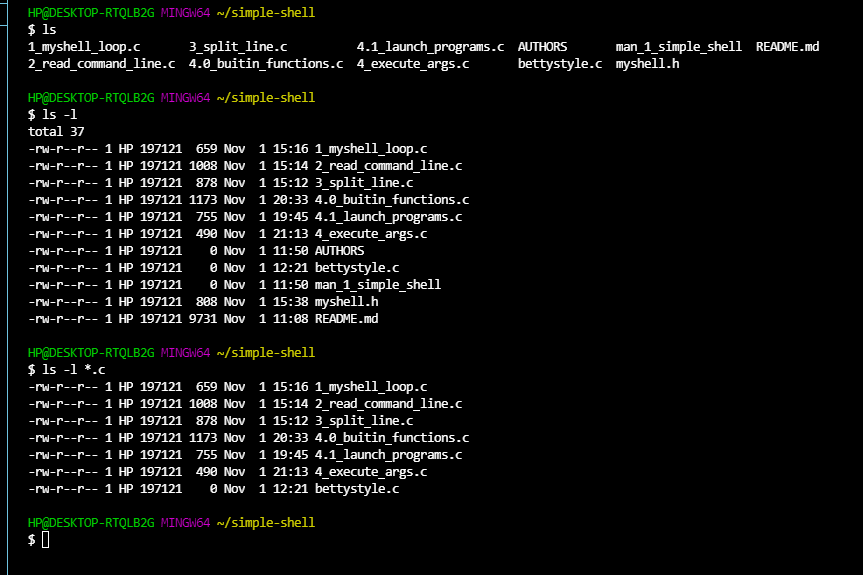 HP@DESKTOP-RTQLB2G MINGW64 ~/simple-shell
$ ls
1_myshell_loop.c       3_split_line.c          4.1_launch_programs.c  AUTHORS       man_1_simple_shell  README.md
2_read_command_line.c  4.0_buitin_functions.c  4_execute_args.c       bettystyle.c  myshell.h

HP@DESKTOP-RTQLB2G MINGW64 ~/simple-shell
$ ls -l
total 37
-rw-r--r-- 1 HP 197121  659 Nov  1 15:16 1_myshell_loop.c
-rw-r--r-- 1 HP 197121 1008 Nov  1 15:14 2_read_command_line.c
-rw-r--r-- 1 HP 197121  878 Nov  1 15:12 3_split_line.c
-rw-r--r-- 1 HP 197121 1173 Nov  1 20:33 4.0_buitin_functions.c
-rw-r--r-- 1 HP 197121  755 Nov  1 19:45 4.1_launch_programs.c
-rw-r--r-- 1 HP 197121  490 Nov  1 21:13 4_execute_args.c
-rw-r--r-- 1 HP 197121    0 Nov  1 11:50 AUTHORS
-rw-r--r-- 1 HP 197121    0 Nov  1 12:21 bettystyle.c
-rw-r--r-- 1 HP 197121    0 Nov  1 11:50 man_1_simple_shell
-rw-r--r-- 1 HP 197121  808 Nov  1 15:38 myshell.h
-rw-r--r-- 1 HP 197121 9731 Nov  1 11:08 README.md

HP@DESKTOP-RTQLB2G MINGW64 ~/simple-shell
$ ls -l *.c
-rw-r--r-- 1 HP 197121  659 Nov  1 15:16 1_myshell_loop.c
-rw-r--r-- 1 HP 197121 1008 Nov  1 15:14 2_read_command_line.c
-rw-r--r-- 1 HP 197121  878 Nov  1 15:12 3_split_line.c
-rw-r--r-- 1 HP 197121 1173 Nov  1 20:33 4.0_buitin_functions.c
-rw-r--r-- 1 HP 197121  755 Nov  1 19:45 4.1_launch_programs.c
-rw-r--r-- 1 HP 197121  490 Nov  1 21:13 4_execute_args.c
-rw-r--r-- 1 HP 197121    0 Nov  1 12:21 bettystyle.c

HP@DESKTOP-RTQLB2G MINGW64 ~/simple-shell
$